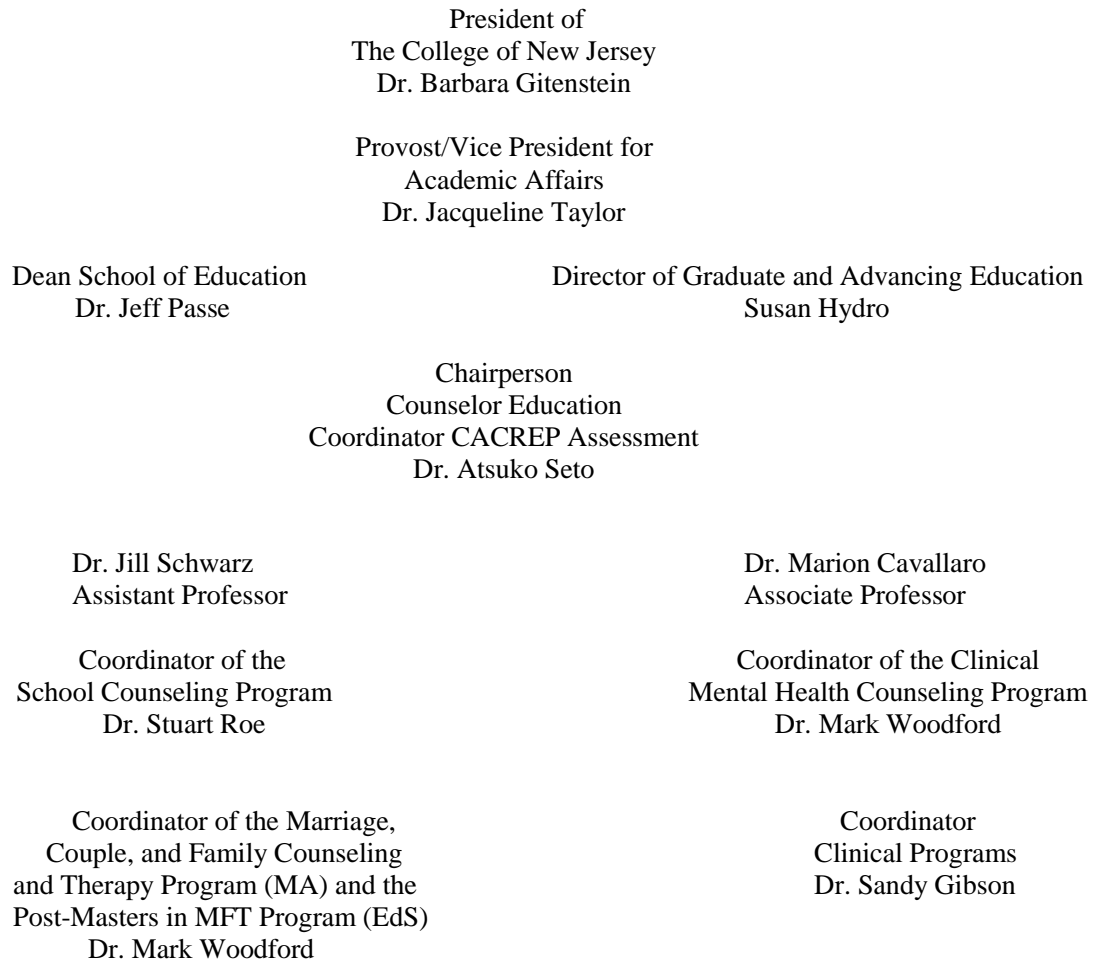 President of
The College of New Jersey
Dr. Barbara Gitenstein
Provost/Vice President for
Academic Affairs
Dr. Jacqueline Taylor
Dean School of Education
Dr. Jeff Passe
Director of Graduate and Advancing Education
Susan Hydro
Chairperson
Counselor Education
Coordinator CACREP Assessment
Dr. Atsuko Seto
Dr. Jill Schwarz
Assistant Professor
Dr. Marion Cavallaro
Associate Professor
Coordinator of the
School Counseling Program
Dr. Stuart Roe
Coordinator of the Clinical
Mental Health Counseling Program
Dr. Mark Woodford
Coordinator of the Marriage,
Couple, and Family Counseling
and Therapy Program (MA) and the
Post-Masters in MFT Program (EdS)
Dr. Mark Woodford
Coordinator
Clinical Programs
Dr. Sandy Gibson